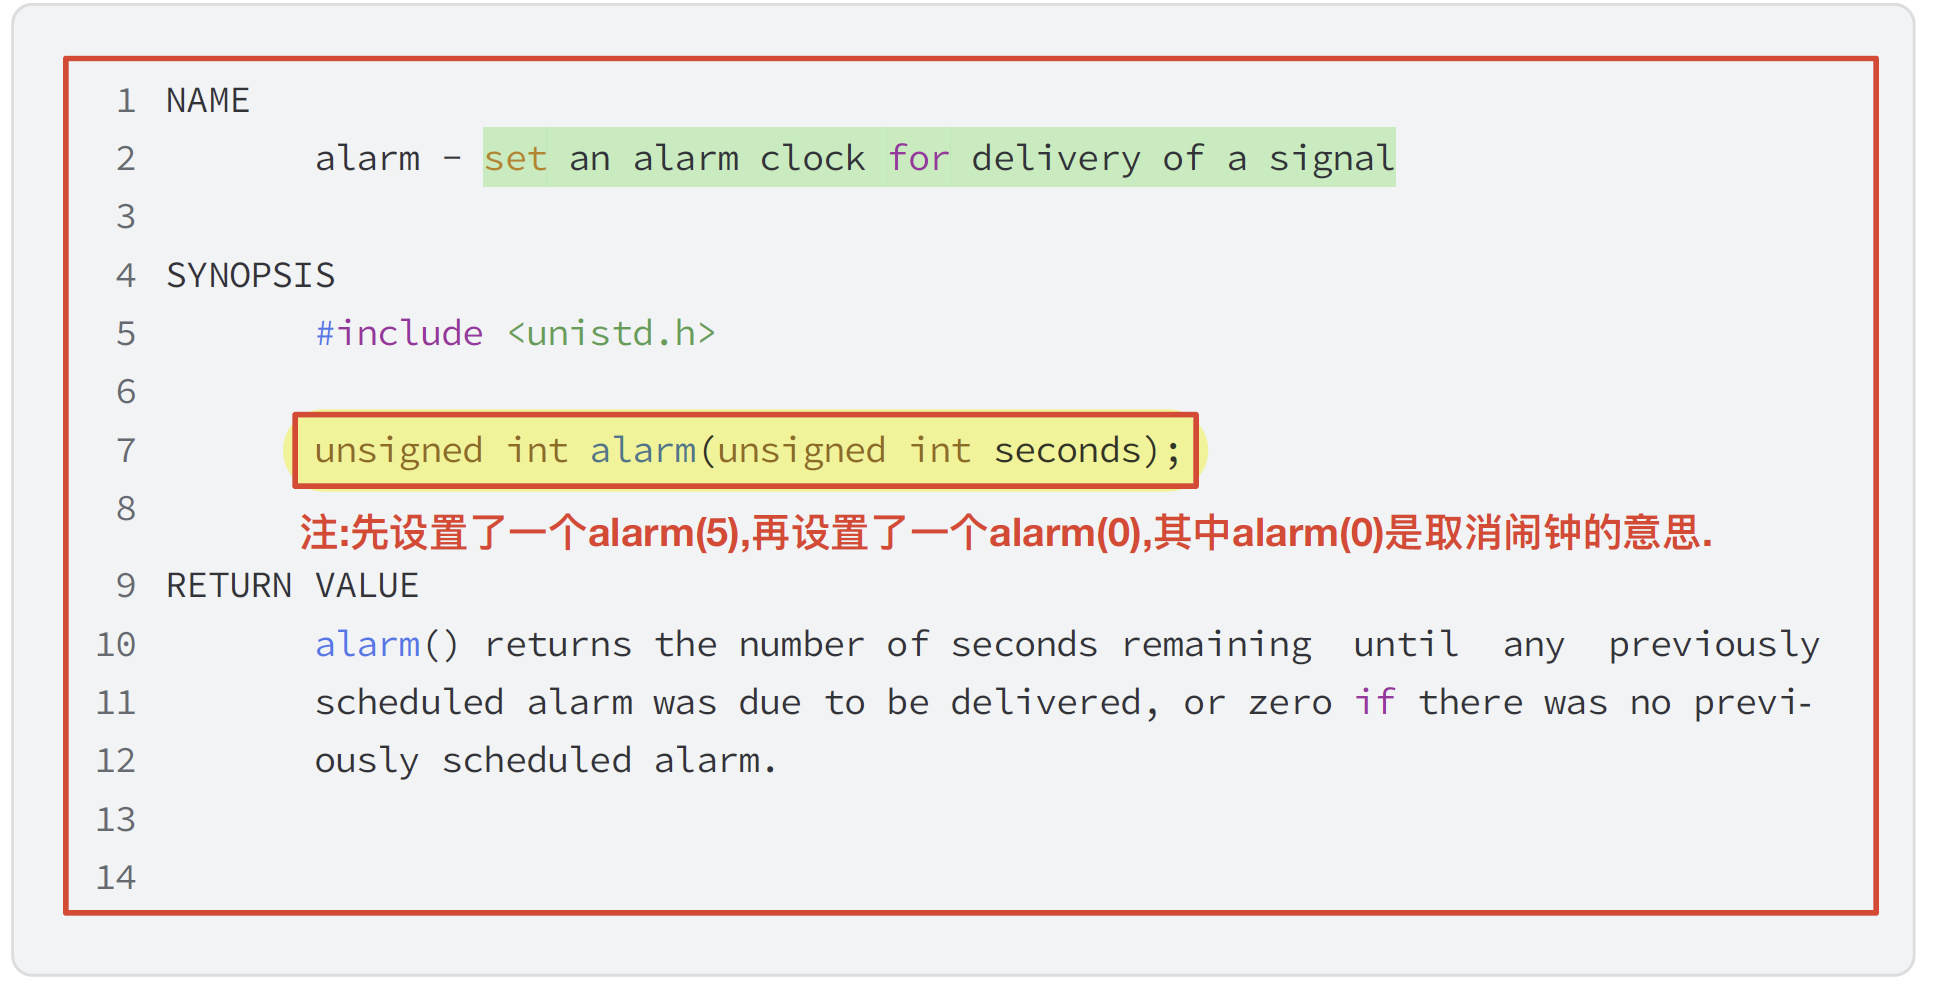 1 NAME
2 alarm - set an alarm clock for delivery of a signal
3
4 SYNOPSIS
5 #include <unistd.h>
6
7 unsigned int alarm(unsigned int seconds);
8
注:先设置了一个alarm(5),再设置了一个alarm(0),其中alarm(0)是取消闹钟的意思.
9 RETURN VALUE
10 alarm() returns the number of seconds remaining until any previously
11 scheduled alarm was due to be delivered, or zero if there was no previ-
12 ously scheduled alarm.
13
14